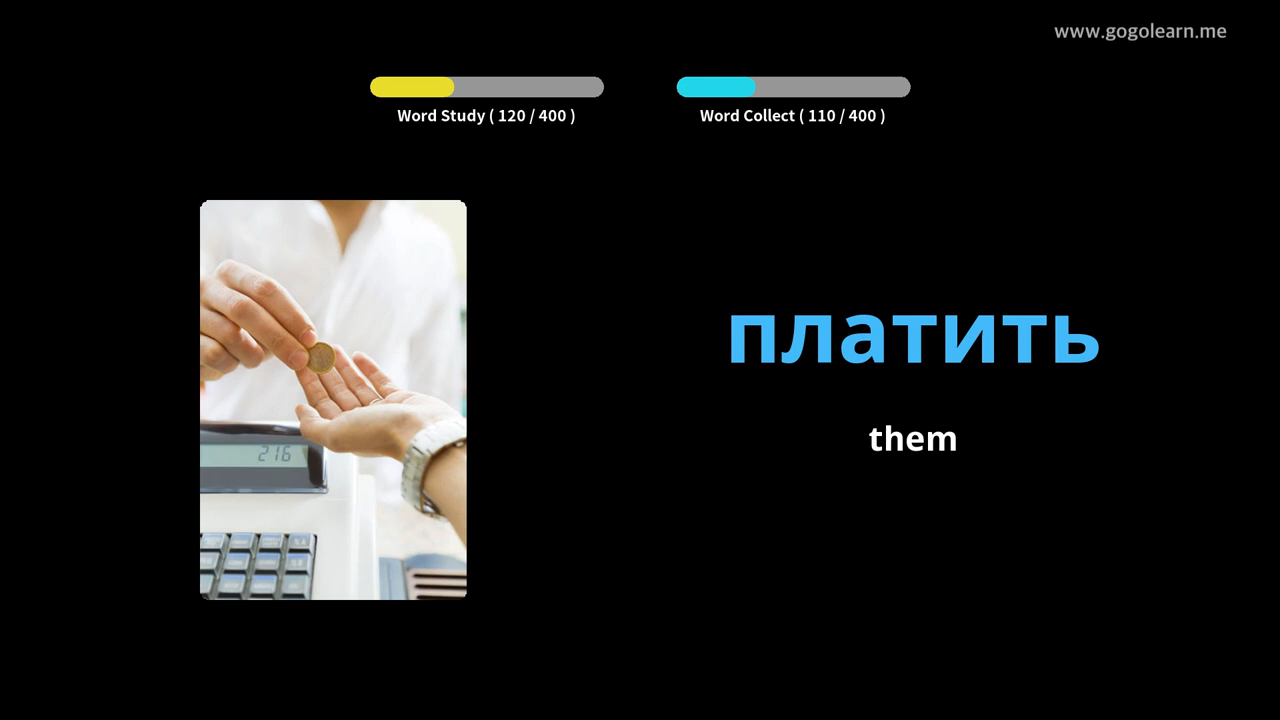 www.gogolearn.me
Word Study ( 120 / 400 )
Word Collect ( 110 / 400 )
платить
them
216